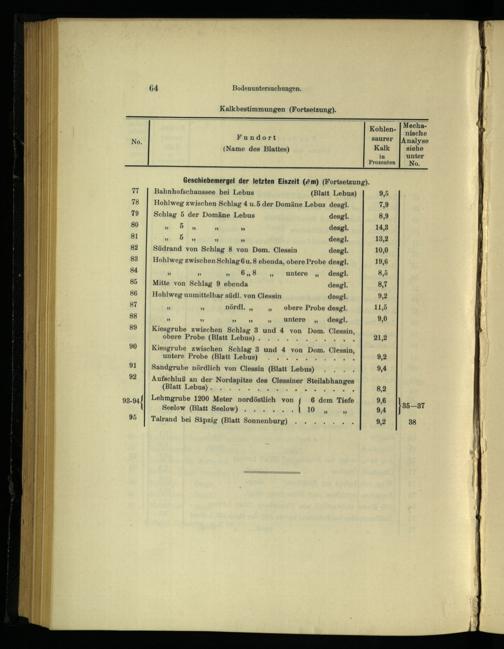 64 Bodenuntersuchungen.
Kalkbestimmungen (Fortsetzung).
No.
Fundort
(Name des Blattes)
Kohlen-
saurer
Kalk
in
Prozenten
Mecha-
nische
Analyse
siehe
unter
No.
Geschiebemergel der letzten Eiszeit (∂m) (Fortsetzung).
77 Bahnhofschaussee bei Lebus (Blatt Lebus) 9,5
78 Hohlweg zwischen Schlag 4 u. 5 der Domäne Lebus desgl. 7,9
79 Schlag 5 der Domäne Lebus desgl. 8,9
80 „ 5 „ „ „ desgl. 14,3
81 „ 5 „ „ „ desgl. 13,2
82 Südrand von Schlag 8 von Dom. Clessin desgl. 10,0
83 Hohlweg zwischen Schlag 6 u. 8 ebenda, obere Probe desgl. 19,6
84 „ „ „ 6 „ 8 „ untere „ desgl. 8,5
85 Mitte von Schlag 9 ebenda desgl. 8,7
86 Hohlweg unmittelbar südl. von Clessin desgl. 9,2
87 „ „ nördl. „ „ obere Probe desgl. 11,5
88 „ „ „ „ „ untere „ desgl. 9,0
89 Kiesgrube zwischen Schlag 3 und 4 von Dom. Clessin,
obere Probe (Blatt Lebus) . . . . . . . . . . 21,2
90 Kiesgrube zwischen Schlag 3 und 4 von Dom. Clessin,
untere Probe (Blatt Lebus) . . . . . . . . . 9,2
91 Sandgrube nördlich von Clessin (Blatt Lebus) . . . . 9,4
92 Aufschluß an der Nordspitze des Clessiner Steilabhanges
(Blatt Lebus) . . . . . . . . . . . . . . . 8,2
93-94 { Lehmgrube 1200 Meter nordöstlich von { 6 dem Tiefe 9,6 } 35—37
Seelow (Blatt Seelow) . . . . . . { 10 „ „ 9,4
95 Talrand bei Säpzig (Blatt Sonnenburg) . . . . . . . 9,2 38